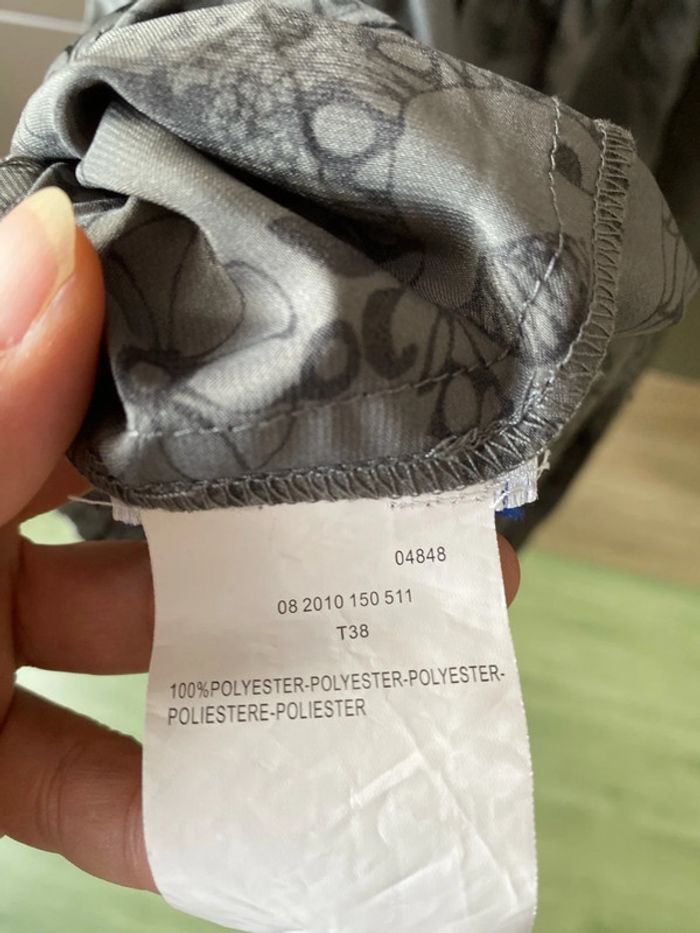 04848
08 2010 150 511
T38
100%POLYESTER-POLYESTER-POLYESTER-
POLIESTERE-POLIESTER